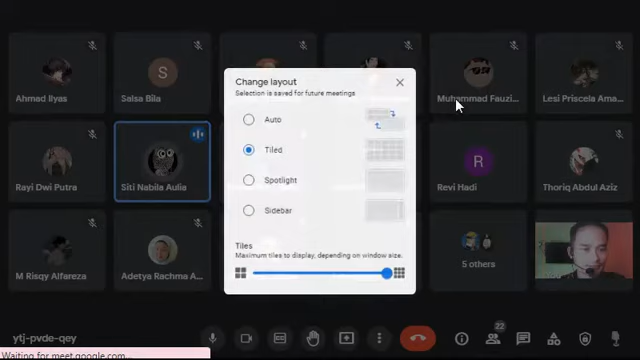 Change layout
Selection is saved for future meetings
Auto
Tiled
Spotlight
Sidebar
Tiles
Maximum tiles to display, depending on window size.
Ahmad Ilyas
S
Salsa Bila
Muhammad Fauzi...
Lesi Priscela Ama...
Rayi Dwi Putra
Siti Nabila Aulia
R
Revi Hadi
Thoriq Abdul Aziz
M Risqy Alfareza
Adetya Rachma A...
5 others
ytj-pvde-qey
22
Waiting for meet.google.com...